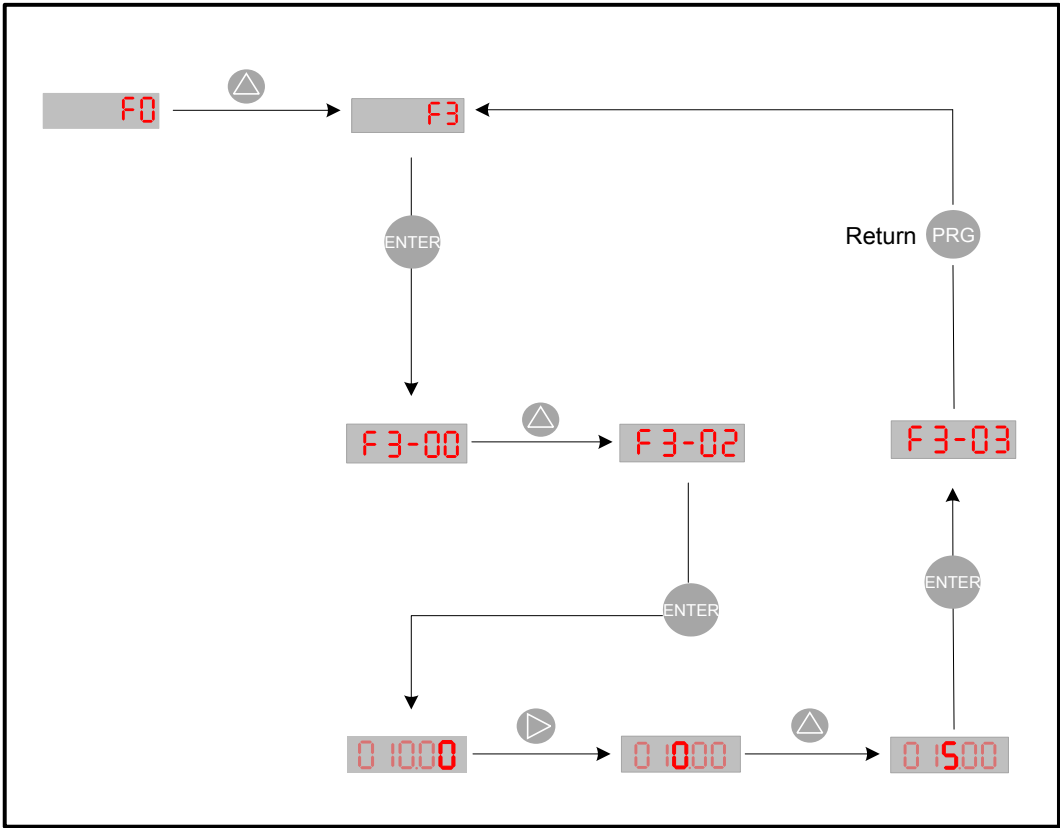 F0
F3
ENTER
Return PRG
F3-00
F3-02
F3-03
ENTER
ENTER
010.00
010.00
015.00